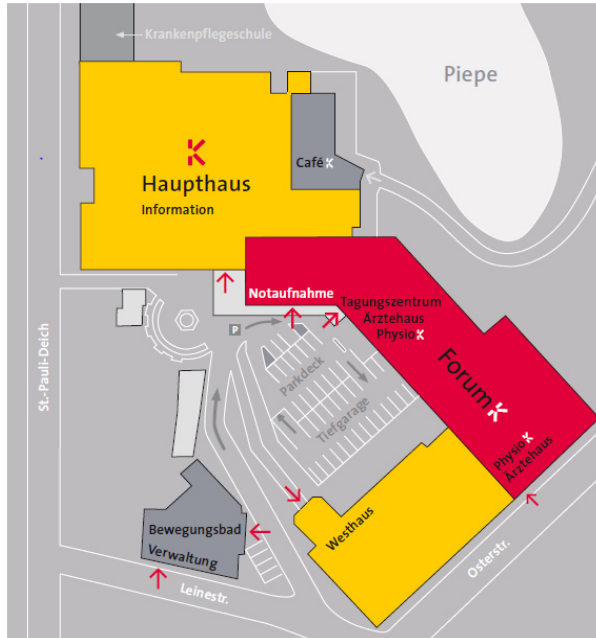 Krankenpflegeschule
Piepe
Café K
K
Haupthaus
Information
Notaufnahme
Tagungszentrum
Ärztehaus
Physio K
Forum K
P
Parkdeck
Tiefgarage
St.-Pauli-Deich
Physio K
Ärztehaus
Westhaus
Bewegungsbad
Verwaltung
Osterstr.
Leinestr.